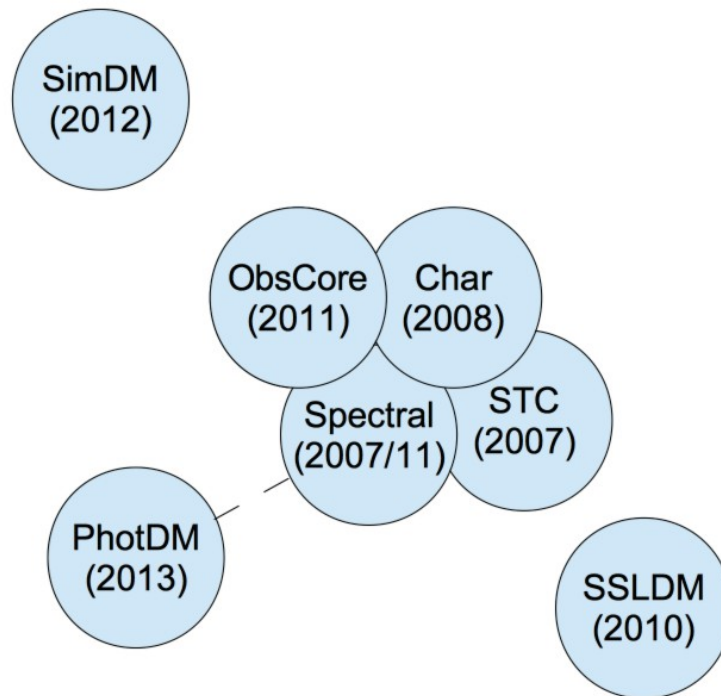 SimDM
(2012)
ObsCore
(2011)
Char
(2008)
Spectral
(2007/11)
STC
(2007)
PhotDM
(2013)
SSLDM
(2010)